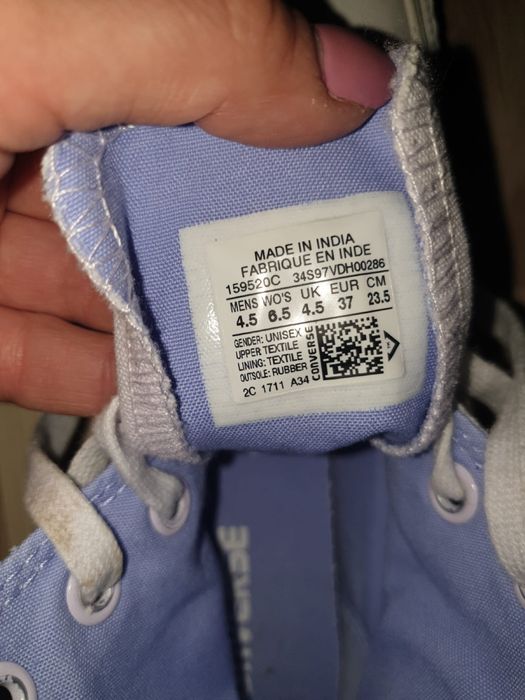 MADE IN INDIA
FABRIQUE EN INDE
159520C 34S97VDH00286
MENS WO'S UK EUR CM
4.5 6.5 4.5 37 23.5
GENDER: UNISEX
UPPER: TEXTILE
LINING: TEXTILE
OUTSOLE: RUBBER
CONVERSE
2C 1711 A34